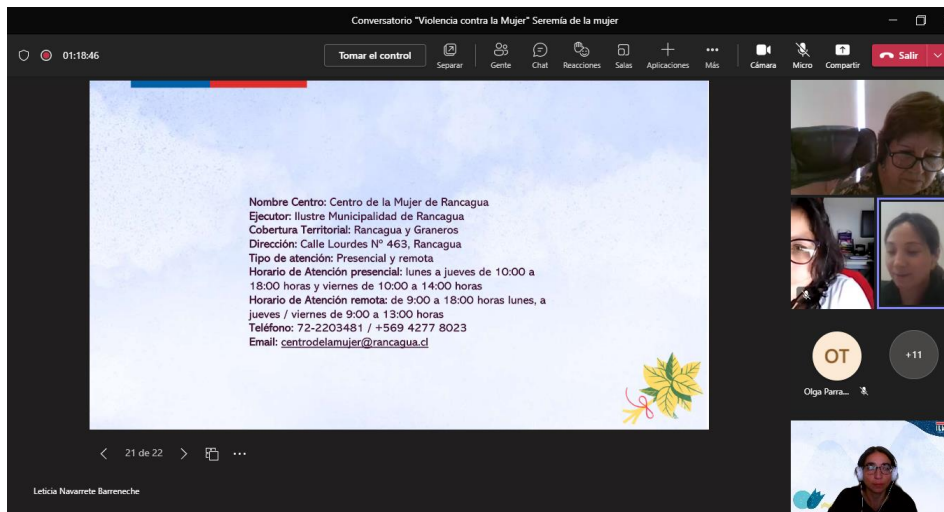 Conversatorio "Violencia contra la Mujer" Seremía de la mujer
01:18:46
Tomar el control
Separar
Gente
Chat
Reacciones
Salas
Aplicaciones
Más
Cámara
Micro
Compartir
Salir
Nombre Centro: Centro de la Mujer de Rancagua
Ejecutor: Ilustre Municipalidad de Rancagua
Cobertura Territorial: Rancagua y Graneros
Dirección: Calle Lourdes Nº 463, Rancagua
Tipo de atención: Presencial y remota
Horario de Atención presencial: lunes a jueves de 10:00 a
18:00 horas y viernes de 10:00 a 14:00 horas
Horario de Atención remota: de 9:00 a 18:00 horas lunes, a
jueves / viernes de 9:00 a 13:00 horas
Teléfono: 72-2203481 / +569 4277 8023
Email: centrodelamujer@rancagua.cl
OT
+11
Olga Parra...
21 de 22
Leticia Navarrete Barreneche